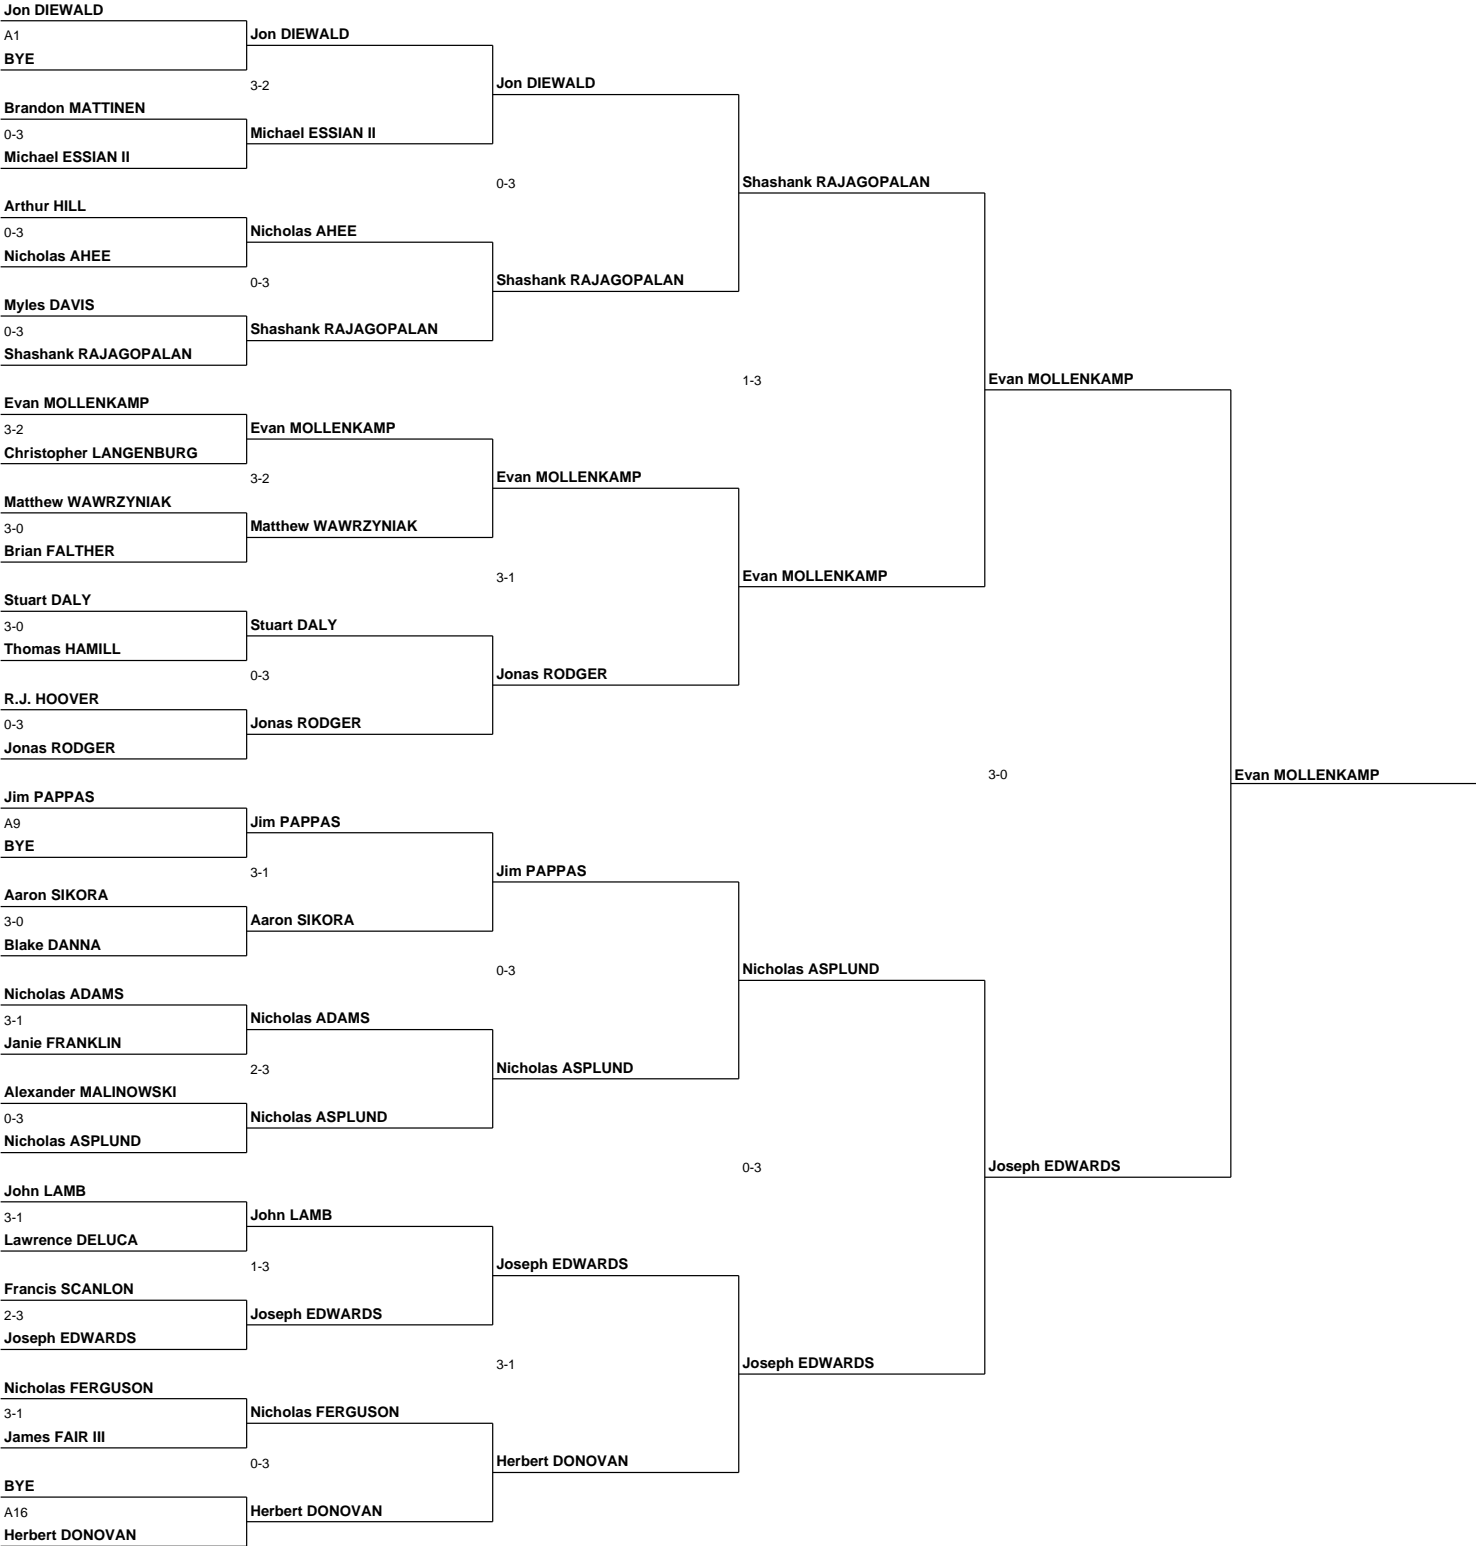 Jon DIEWALD
A1
BYE
Brandon MATTINEN
0-3
Michael ESSIAN II
Arthur HILL
0-3
Nicholas AHEE
Myles DAVIS
0-3
Shashank RAJAGOPALAN
Evan MOLLENKAMP
3-2
Christopher LANGENBURG
Matthew WAWRZYNIAK
3-0
Brian FALTHER
Stuart DALY
3-0
Thomas HAMILL
R.J. HOOVER
0-3
Jonas RODGER
Jim PAPPAS
A9
BYE
Aaron SIKORA
3-0
Blake DANNA
Nicholas ADAMS
3-1
Janie FRANKLIN
Alexander MALINOWSKI
0-3
Nicholas ASPLUND
John LAMB
3-1
Lawrence DELUCA
Francis SCANLON
2-3
Joseph EDWARDS
Nicholas FERGUSON
3-1
James FAIR III
BYE
A16
Herbert DONOVAN
Jon DIEWALD
3-2
Michael ESSIAN II
Nicholas AHEE
0-3
Shashank RAJAGOPALAN
Evan MOLLENKAMP
3-2
Matthew WAWRZYNIAK
Stuart DALY
0-3
Jonas RODGER
Jim PAPPAS
3-1
Aaron SIKORA
Nicholas ADAMS
2-3
Nicholas ASPLUND
John LAMB
1-3
Joseph EDWARDS
Nicholas FERGUSON
0-3
Herbert DONOVAN
Jon DIEWALD
0-3
Shashank RAJAGOPALAN
Evan MOLLENKAMP
3-1
Jonas RODGER
Jim PAPPAS
0-3
Nicholas ASPLUND
Joseph EDWARDS
3-1
Herbert DONOVAN
Shashank RAJAGOPALAN
1-3
Evan MOLLENKAMP
Nicholas ASPLUND
0-3
Joseph EDWARDS
Evan MOLLENKAMP
3-0
Joseph EDWARDS
Evan MOLLENKAMP